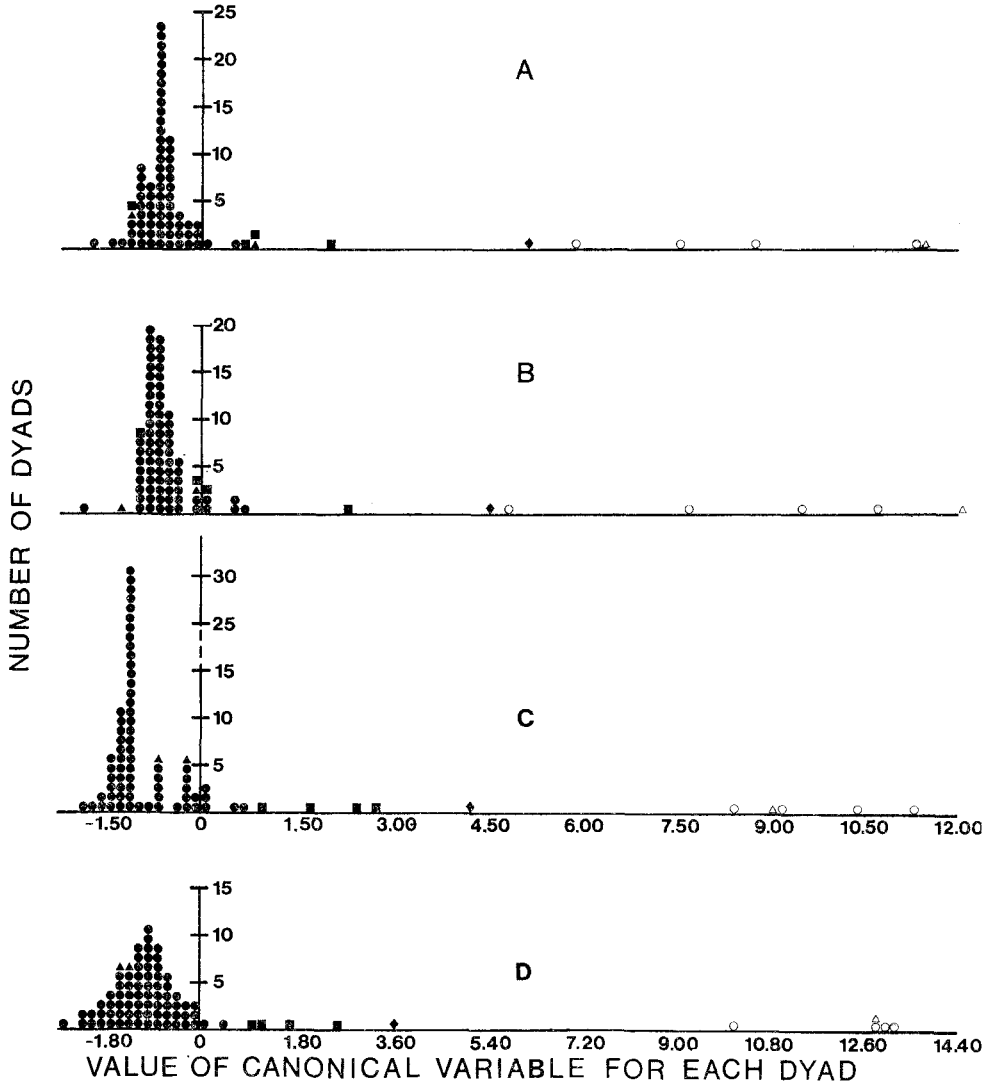 25
20
15
10
5
A
20
15
10
5
B
NUMBER OF DYADS
30
25
15
10
5
C
-1.50 0 1.50 3.00 4.50 6.00 7.50 9.00 10.50 12.00
15
10
5
D
-1.80 0 1.80 3.60 5.40 7.20 9.00 10.80 12.60 14.40
VALUE OF CANONICAL VARIABLE FOR EACH DYAD